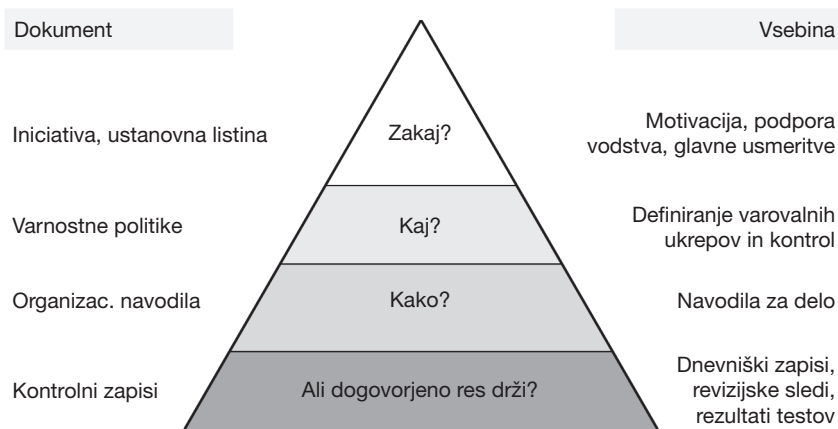 Dokument
Vsebina
Iniciativa, ustanovna listina
Zakaj?
Motivacija, podpora
vodstva, glavne usmeritve
Varnostne politike
Kaj?
Definiranje varovalnih
ukrepov in kontrol
Organizac. navodila
Kako?
Navodila za delo
Kontrolni zapisi
Ali dogovorjeno res drži?
Dnevniški zapisi,
revizijske sledi,
rezultati testov